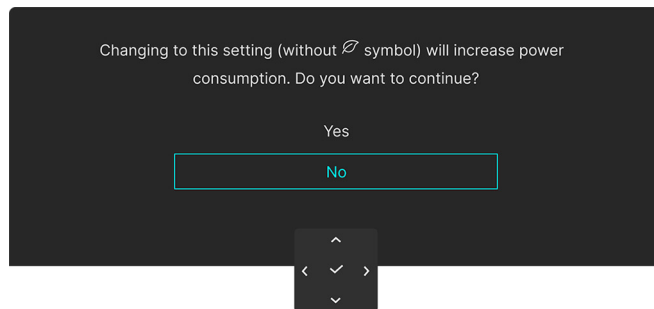 Changing to this setting (without symbol) will increase power
consumption. Do you want to continue?
Yes
No